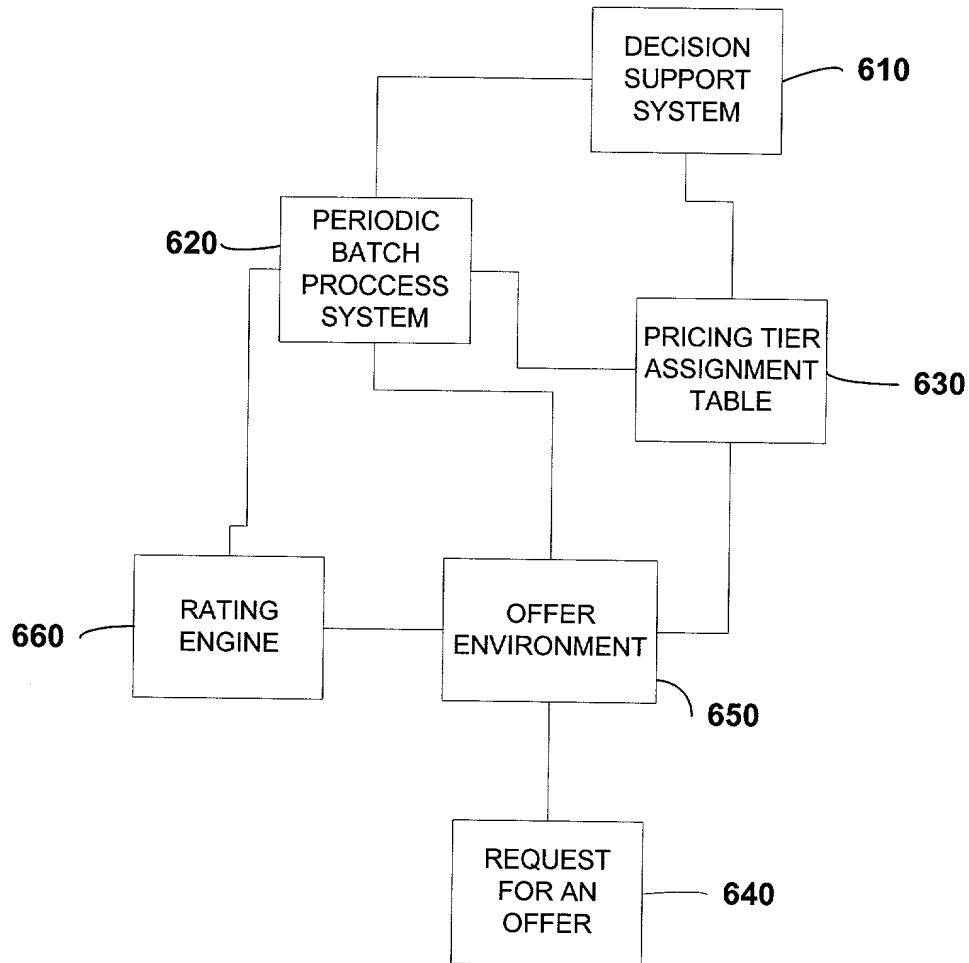 DECISION
SUPPORT
SYSTEM
610
PERIODIC
BATCH
PROCCESS
SYSTEM
620
PRICING TIER
ASSIGNMENT
TABLE
630
RATING
ENGINE
660
OFFER
ENVIRONMENT
650
REQUEST
FOR AN
OFFER
640